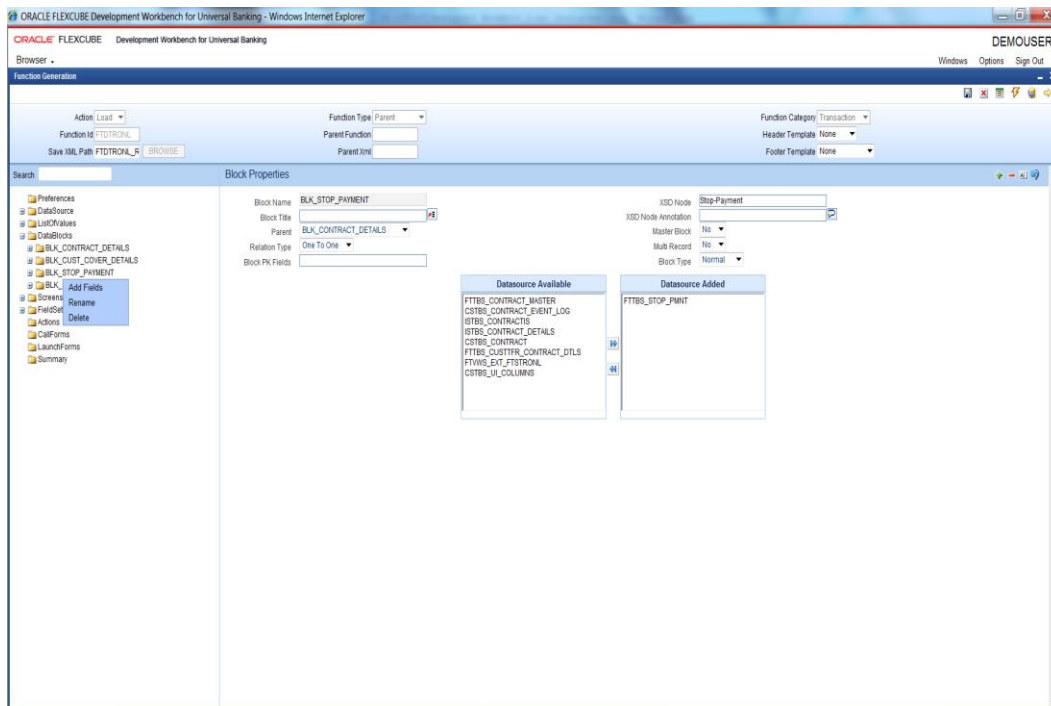 ORACLE FLEXCUBE Development Workbench for Universal Banking - Windows Internet Explorer
ORACLE FLEXCUBE Development Workbench for Universal Banking
DEMOUSER
Browser
Windows Options Sign Out
Function Generation
Action Load
Function Type Parent
Function Category Transaction
Function Id FTDTRONL
Parent Function
Header Template None
Save XML Path FTDTRONL_R BROWSE
Parent Xml
Footer Template None
Search
Block Properties
Preferences
DataSource
ListOfValues
DataBlocks
BLK_CONTRACT_DETAILS
BLK_CUST_COVER_DETAILS
BLK_STOP_PAYMENT
BLK_
Screens
FieldSet
Actions
CallForms
LaunchForms
Summary
Add Fields
Rename
Delete
Block Name BLK_STOP_PAYMENT
XSD Node Stop-Payment
Block Title
XSD Node Annotation
Parent BLK_CONTRACT_DETAILS
Master Block No
Relation Type One To One
Multi Record No
Block PK Fields
Block Type Normal
Datasource Available
Datasource Added
FTTBS_CONTRACT_MASTER
CSTBS_CONTRACT_EVENT_LOG
ISTBS_CONTRACTIS
ISTBS_CONTRACT_DETAILS
CSTBS_CONTRACT
FTTBS_CUSTTFR_CONTRACT_DTLS
FTVWS_EXT_FTSTRONL
CSTBS_UI_COLUMNS
FTTBS_STOP_PMNT